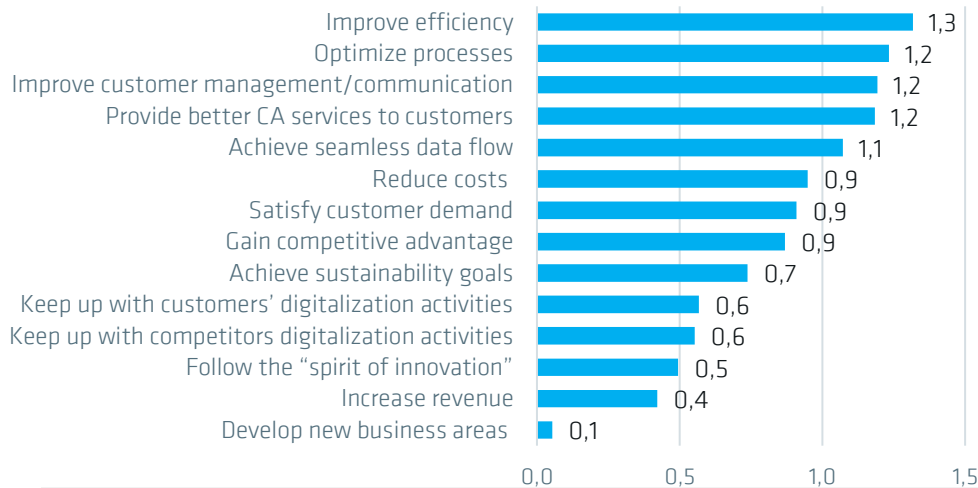 Improve efficiency 1,3
Optimize processes 1,2
Improve customer management/communication 1,2
Provide better CA services to customers 1,2
Achieve seamless data flow 1,1
Reduce costs 0,9
Satisfy customer demand 0,9
Gain competitive advantage 0,9
Achieve sustainability goals 0,7
Keep up with customers’ digitalization activities 0,6
Keep up with competitors digitalization activities 0,6
Follow the “spirit of innovation” 0,5
Increase revenue 0,4
Develop new business areas 0,1
0,0 0,5 1,0 1,5